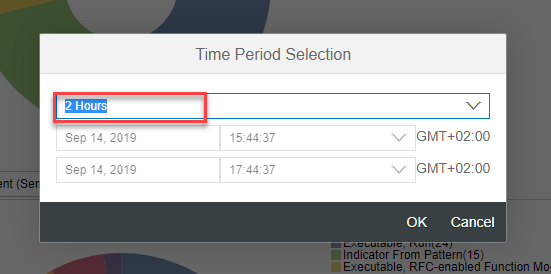 Time Period Selection
2 Hours
Sep 14, 2019 15:44:37 GMT+02:00
Sep 14, 2019 17:44:37 GMT+02:00
ent (Sen
OK Cancel
Executable, Run(24)
Indicator From Pattern(15)
Executable, RFC-enabled Function Mo